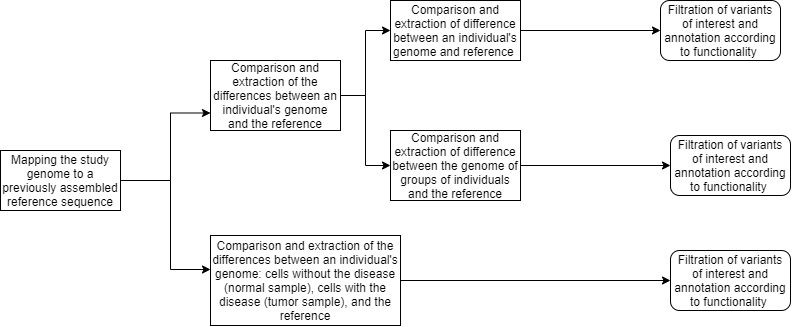 Mapping the study
genome to a
previously assembled
reference sequence
Comparison and
extraction of the
differences between an
individual's genome
and the reference
Comparison and
extraction of difference
between an individual's
genome and reference
Filtration of variants
of interest and
annotation according
to functionality
Comparison and
extraction of difference
between the genome of
groups of individuals
and the reference
Filtration of variants
of interest and
annotation according
to functionality
Comparison and extraction of the
differences between an individual's
genome: cells without the disease
(normal sample), cells with the
disease (tumor sample), and the
reference
Filtration of variants
of interest and
annotation according
to functionality